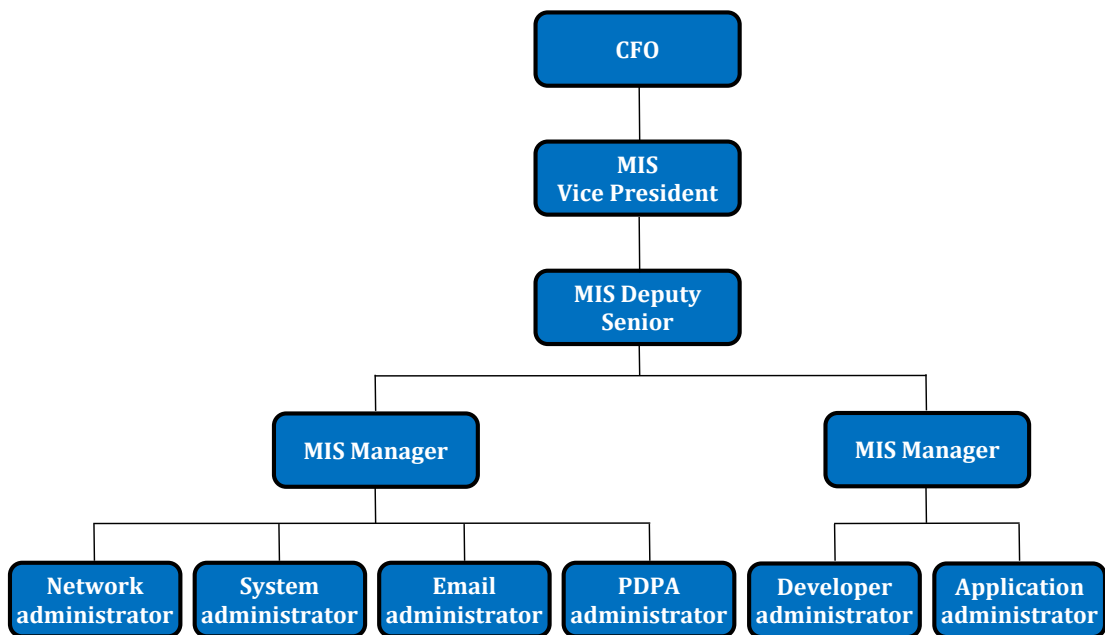 CFO
MIS
Vice President
MIS Deputy
Senior
MIS Manager
MIS Manager
Network
administrator
System
administrator
Email
administrator
PDPA
administrator
Developer
administrator
Application
administrator